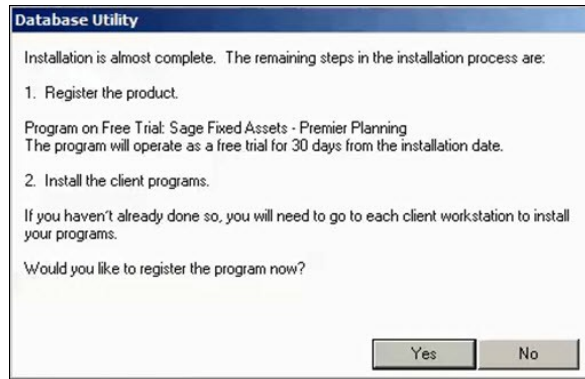 Database Utility
Installation is almost complete.  The remaining steps in the installation process are:
1.  Register the product.
Program on Free Trial: Sage Fixed Assets - Premier Planning
The program will operate as a free trial for 30 days from the installation date.
2.  Install the client programs.
If you haven't already done so, you will need to go to each client workstation to install
your programs.
Would you like to register the program now?
Yes
No